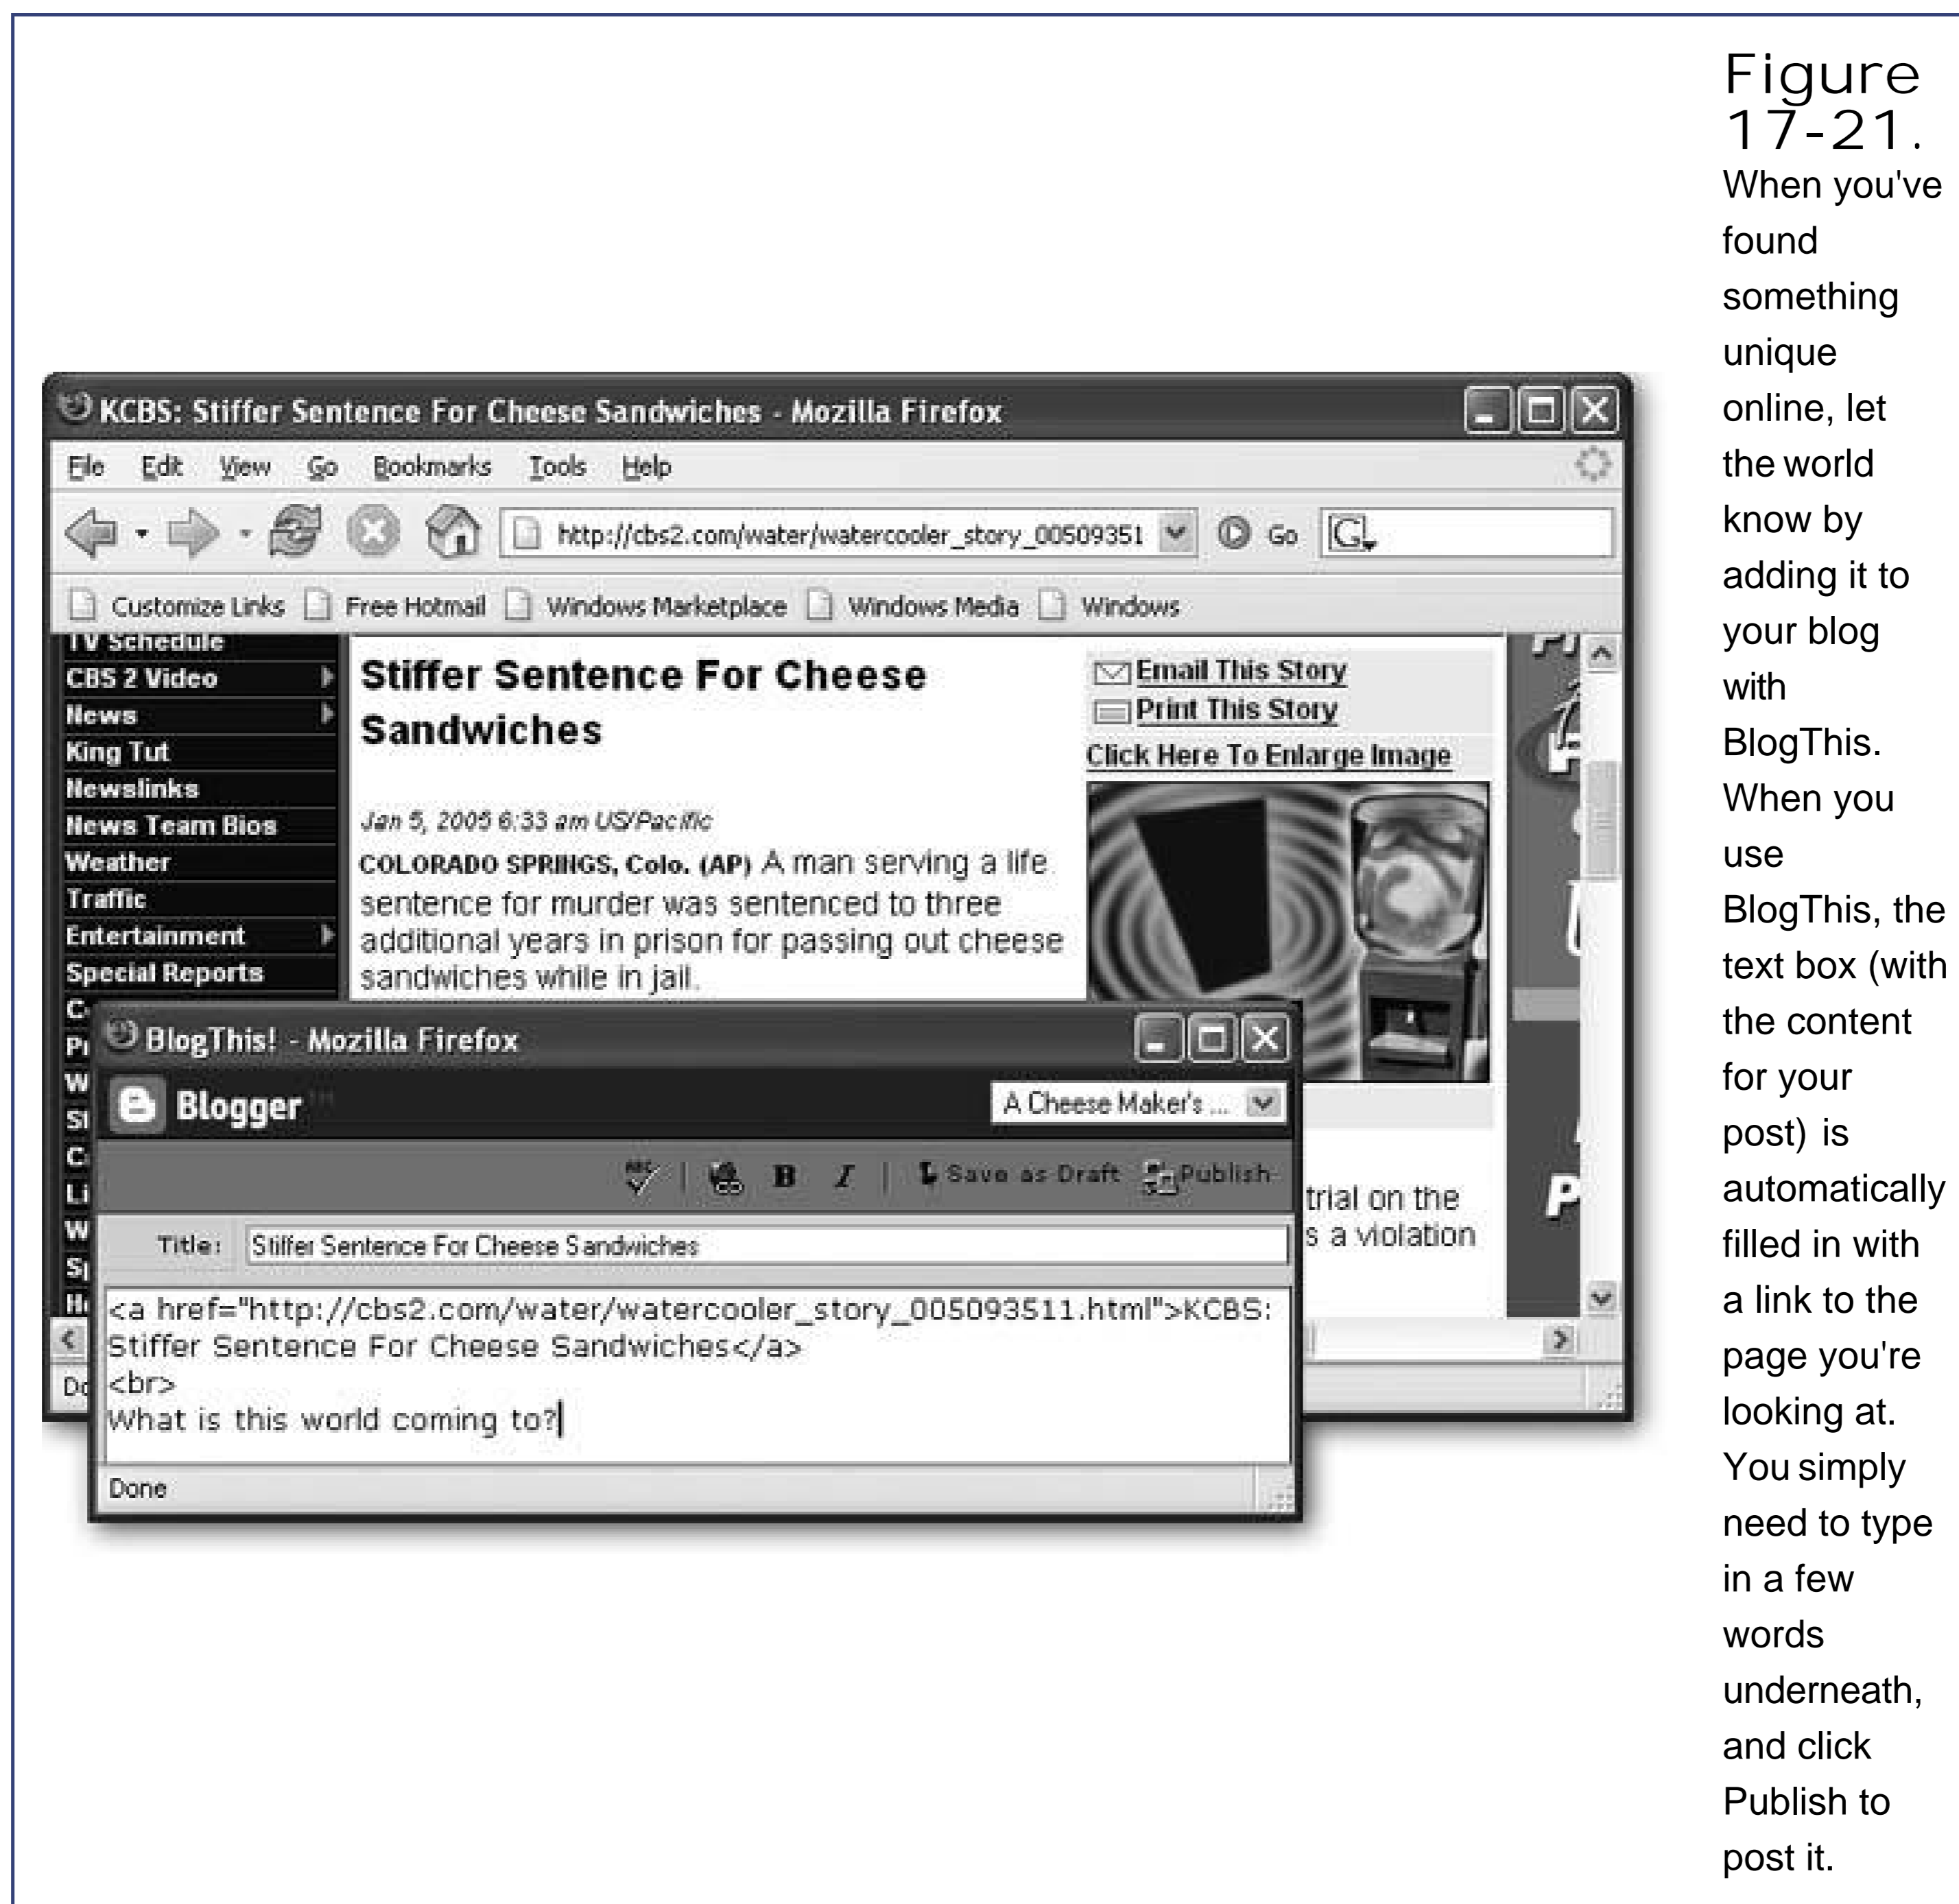 Figure
17-21.
When you've
found
something
unique
online, let
the world
know by
adding it to
your blog
with
BlogThis.
When you
use
BlogThis, the
text box (with
the content
for your
post) is
automatically
filled in with
a link to the
page you're
looking at.
You simply
need to type
in a few
words
underneath,
and click
Publish to
post it.
KCBS: Stiffer Sentence For Cheese Sandwiches - Mozilla Firefox
File Edit View Go Bookmarks Tools Help
http://cbs2.com/water/watercooler_story_00509351 Go G
Customize Links Free Hotmail Windows Marketplace Windows Media Windows
TV Schedule
CBS 2 Video
News
King Tut
Newslinks
News Team Bios
Weather
Traffic
Entertainment
Special Reports
Stiffer Sentence For Cheese
Sandwiches
Jan 5, 2005 6:33 am US/Pacific
COLORADO SPRINGS, Colo. (AP) A man serving a life
sentence for murder was sentenced to three
additional years in prison for passing out cheese
sandwiches while in jail.
Email This Story
Print This Story
Click Here To Enlarge Image
trial on the
s a violation
BlogThis! - Mozilla Firefox
Blogger A Cheese Maker's ...
ABC B I Save as Draft Publish
Title: Stiffer Sentence For Cheese Sandwiches
<a href="http://cbs2.com/water/watercooler_story_005093511.html">KCBS:
Stiffer Sentence For Cheese Sandwiches</a>
<br>
What is this world coming to?
Done